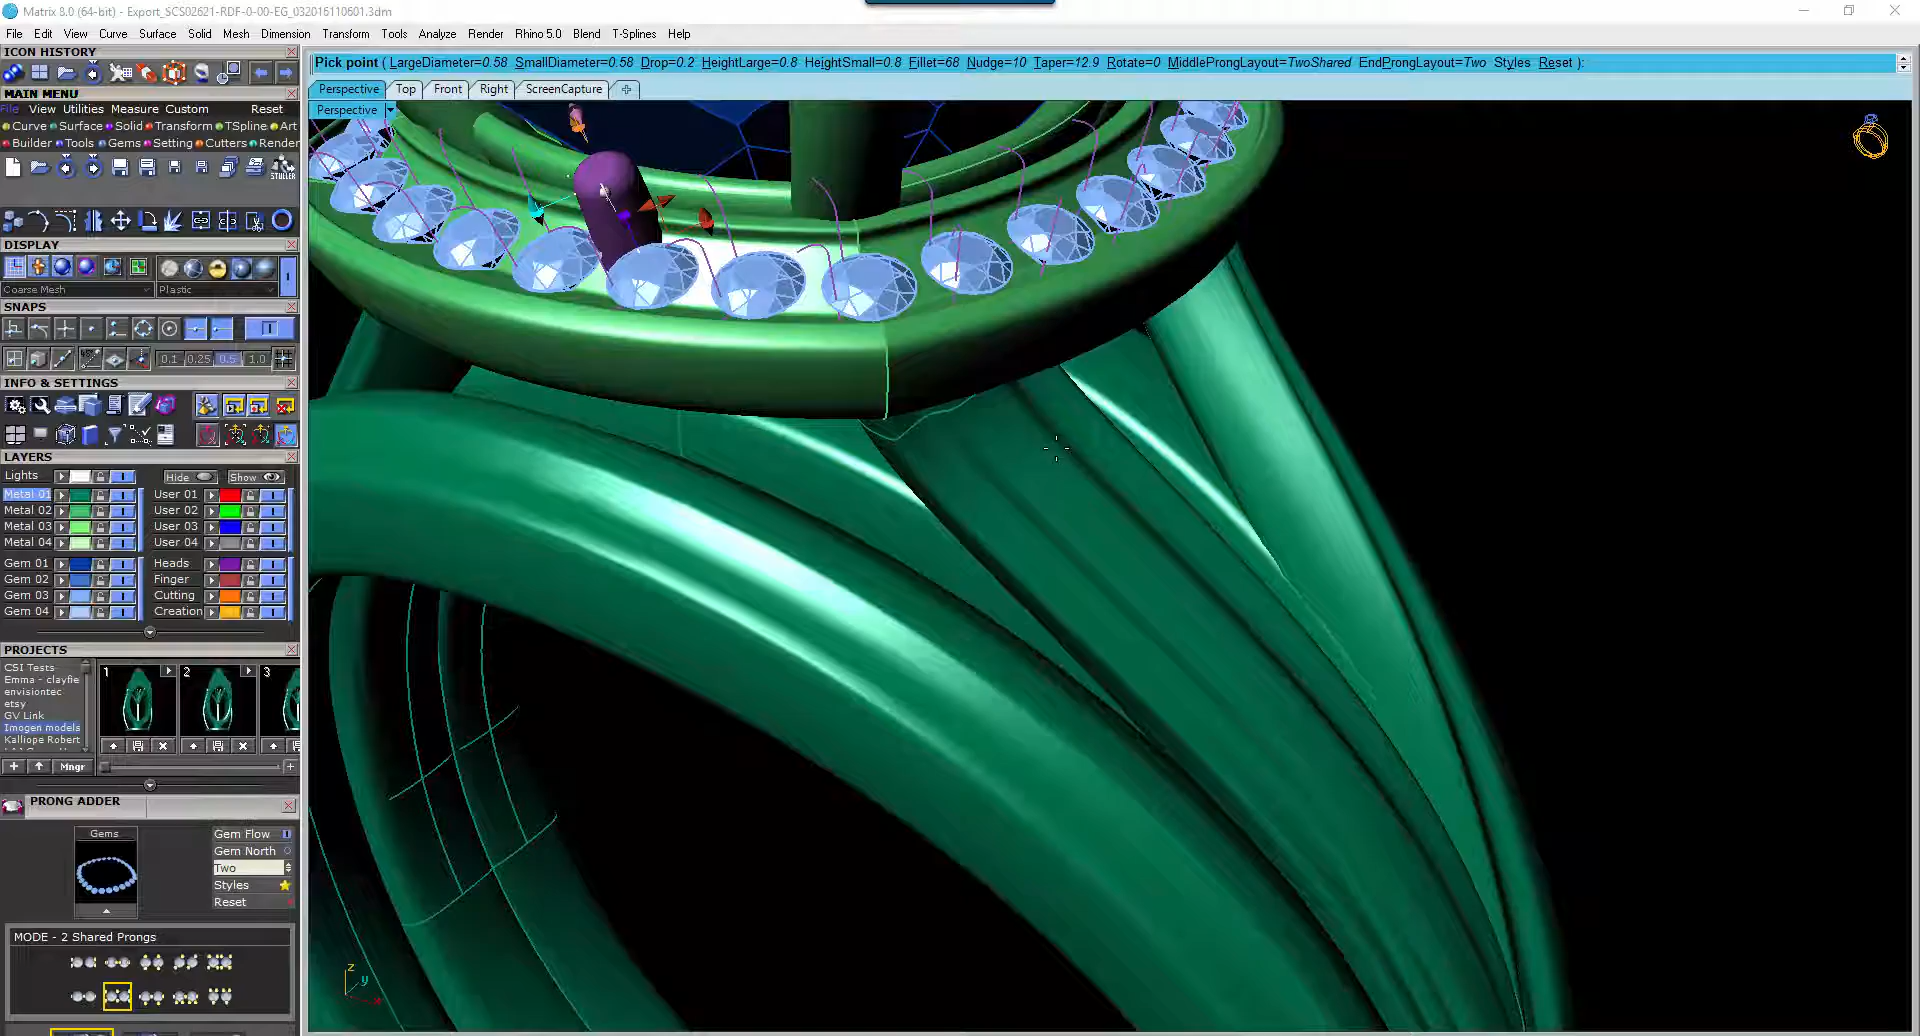 Matrix 8.0 (64-bit) - Export_SCS02621-RDF-0-00-EG_032015110601.3dm
File Edit View Curve Surface Solid Mesh Dimension Transform Tools Analyze Render Rhino 5.0 Blend T-Splines Help
ICON HISTORY
Pick point ( LargeDiameter=0.58 SmallDiameter=0.58 Drop=0.2 HeightLarge=0.8 HeightSmall=0.8 Fillet=68 Nudge=10 Taper=12.9 Rotate=0 MiddleProngLayout=TwoShared EndProngLayout=Two Styles Reset ):
Perspective Top Front Right ScreenCapture
Perspective
MAIN MENU
File View Utilities Measure Custom Reset
Curve Surface Solid Transform TSpline Art
Builder Tools Gems Setting Cutters Render
STULLER
DISPLAY
1
Coarse Mesh Plastic
SNAPS
0.1 0.25 0.5 1.0
INFO & SETTINGS
LAYERS
Lights Hide Show
Metal 01 User 01
Metal 02 User 02
Metal 03 User 03
Metal 04 User 04
Gem 01 Heads
Gem 02 Finger
Gem 03 Cutting
Gem 04 Creation
PROJECTS
CSI Tests
Emma - clayfie
envisiontec
etsy
GV Link
Imogen models
Kalliope Robert
1 2 3
Mngr
PRONG ADDER
Gems
Gem Flow
Gem North
Two
Styles
Reset
MODE - 2 Shared Prongs
z
y
x